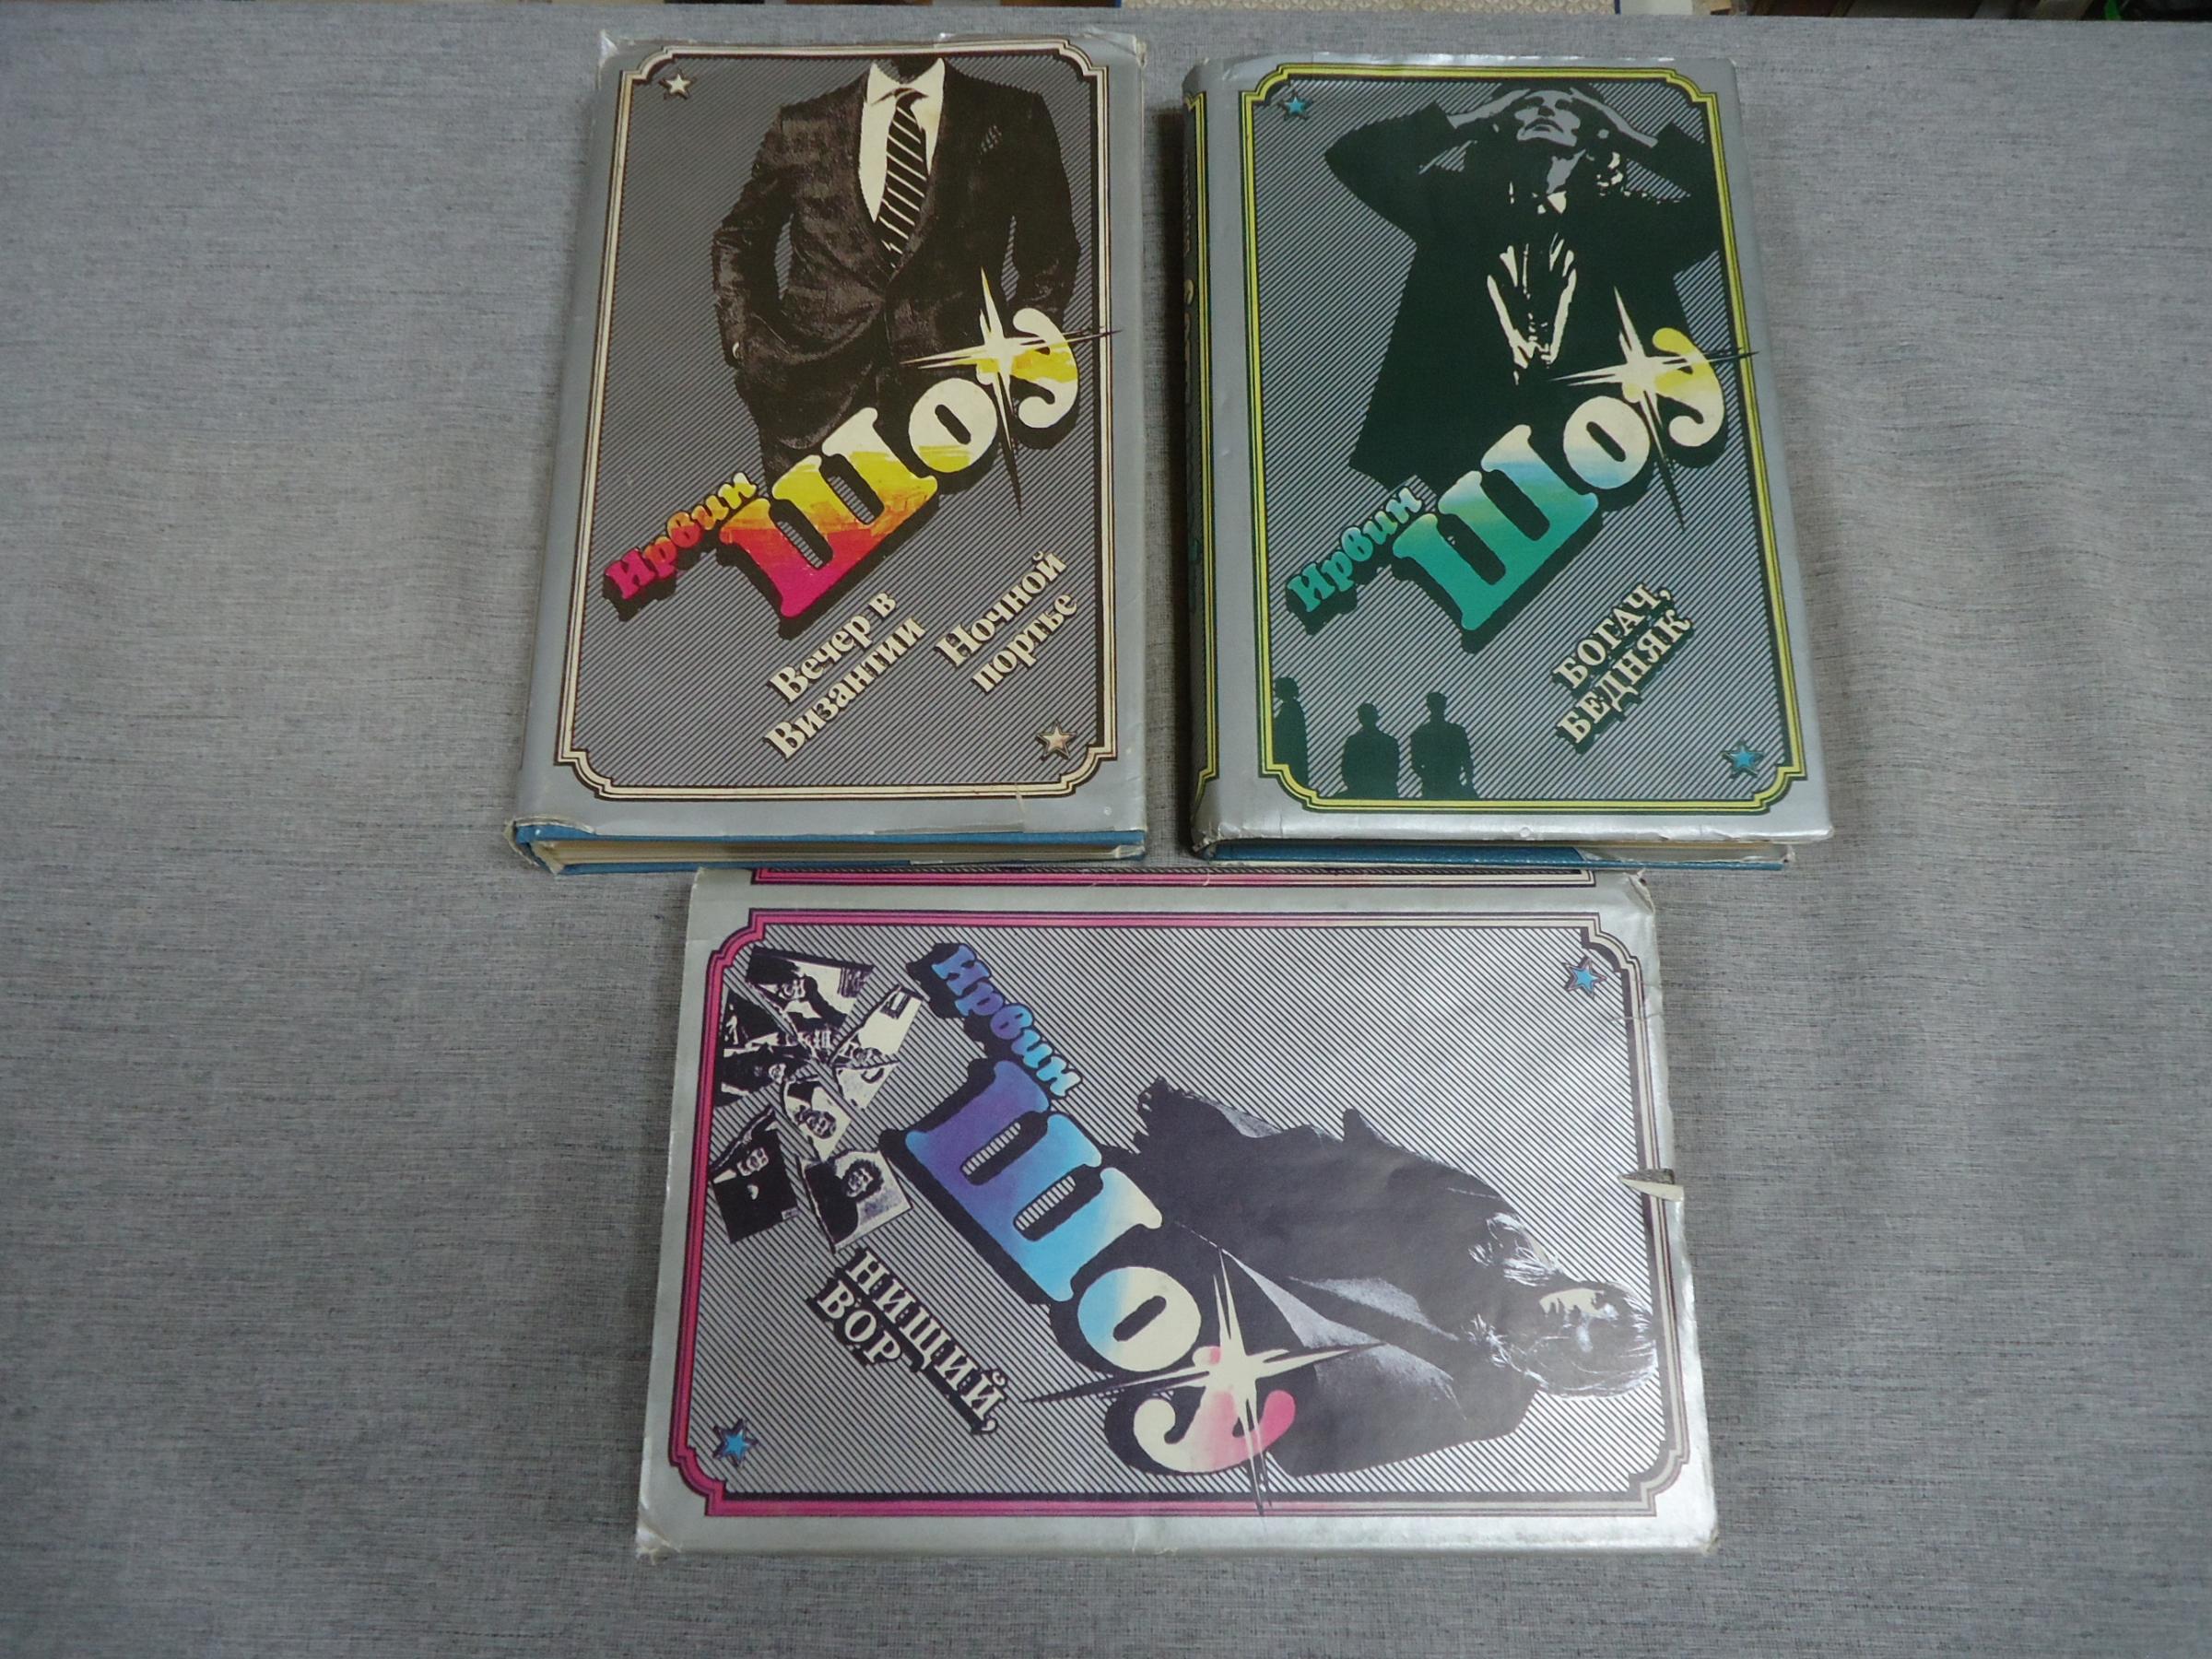 Ирвин
Шоу
Вечер в
Византии
Ночной
портье
Ирвин
Шоу
БОГАЧ,
БЕДНЯК
Ирвин
Шоу
НИЩИЙ,
ВОР